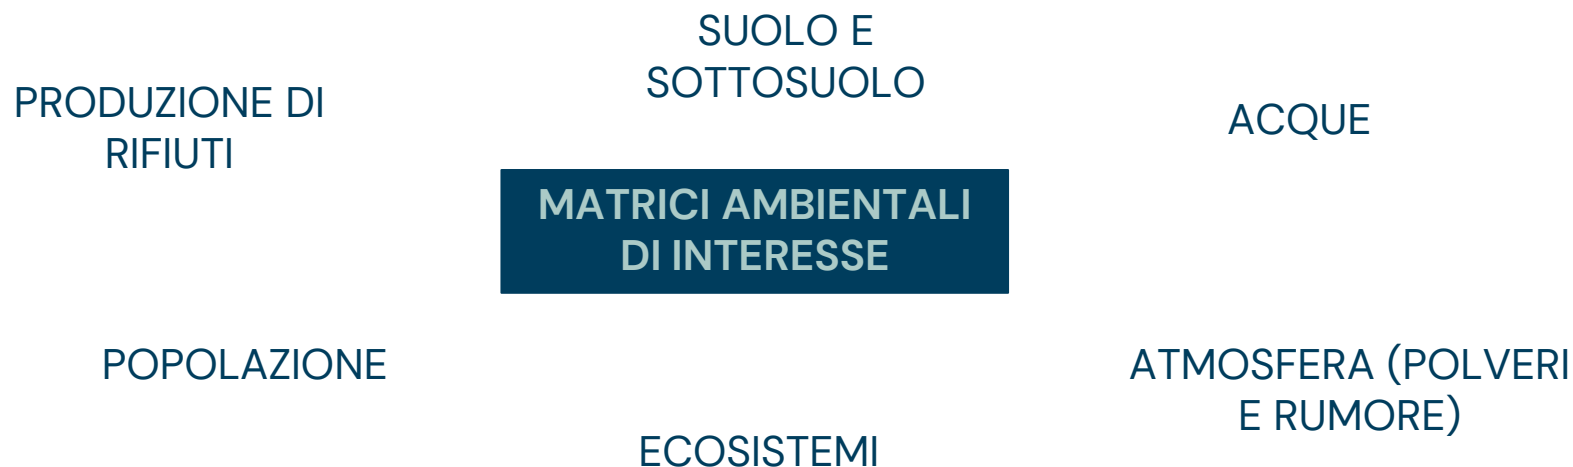 SUOLO E
SOTTOSUOLO
PRODUZIONE DI
RIFIUTI
ACQUE
MATRICI AMBIENTALI
DI INTERESSE
POPOLAZIONE
ATMOSFERA (POLVERI
E RUMORE)
ECOSISTEMI